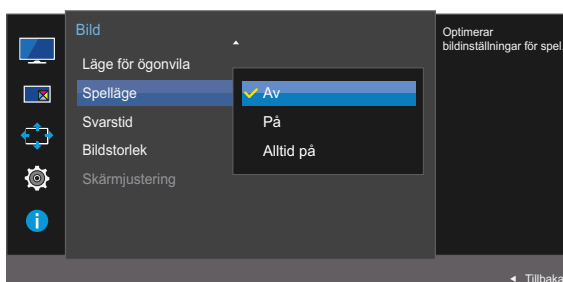 Bild
Optimerar
bildinställningar för spel.
Läge för ögonvila
Spelläge
Av
Svarstid
På
Bildstorlek
Alltid på
Skärmjustering
Tillbaka